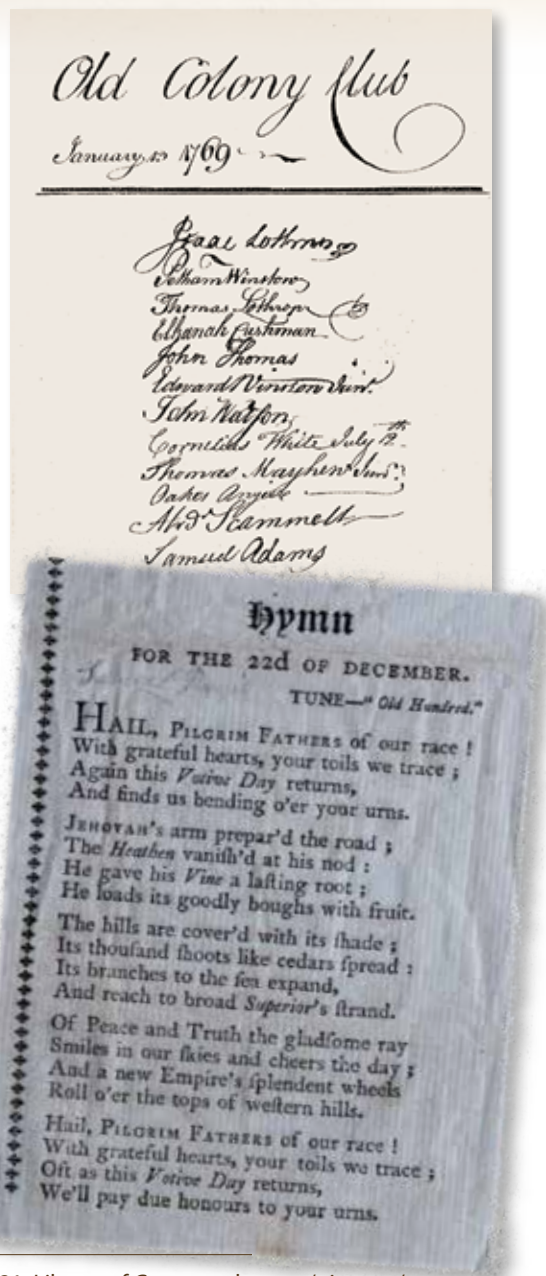 Old Colony Club
January 1769
Isaac Lothrop
Pelham Winslow
Thomas Lothrop
Elkanah Cushman
John Thomas
Edward Winslow Junr.
John Watson
Cornelius White July 12th
Thomas Mayhew Junr.
Oakes Angier
Alexdr. Scammell
Samuel Adams
Hymn
FOR THE 22d OF DECEMBER.
TUNE—"Old Hundred."
HAIL, PILGRIM FATHERS of our race !
With grateful hearts, your toils we trace ;
Again this Votive Day returns,
And finds us bending o'er your urns.
JEHOVAH's arm prepar'd the road ;
The Heathen vaniſh'd at his nod :
He gave his Vine a laſting root ;
He loads its goodly boughs with fruit.
The hills are cover'd with its ſhade ;
Its thouſand ſhoots like cedars ſpread :
Its branches to the ſea expand,
And reach to broad Superior's ſtrand.
Of Peace and Truth the gladſome ray
Smiles in our ſkies and cheers the day ;
And a new Empire's ſplendent wheels
Roll o'er the tops of weſtern hills.
Hail, PILGRIM FATHERS of our race !
With grateful hearts, your toils we trace ;
Oft as this Votive Day returns,
We'll pay due honours to your urns.